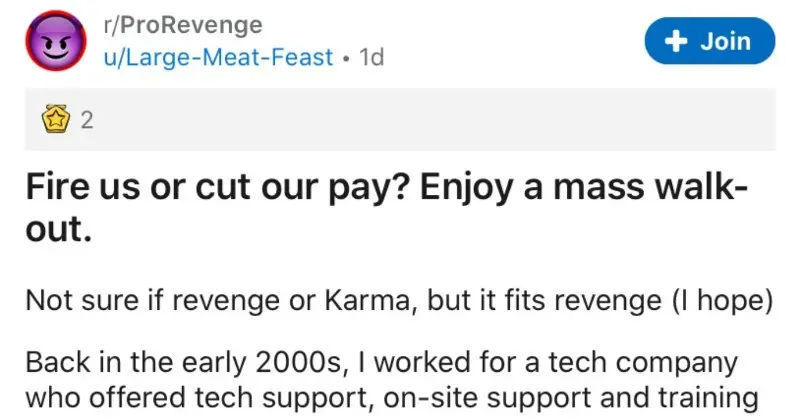 r/ProRevenge
u/Large-Meat-Feast • 1d
+ Join
2
Fire us or cut our pay? Enjoy a mass walk-
out.
Not sure if revenge or Karma, but it fits revenge (I hope)
Back in the early 2000s, I worked for a tech company
who offered tech support, on-site support and training